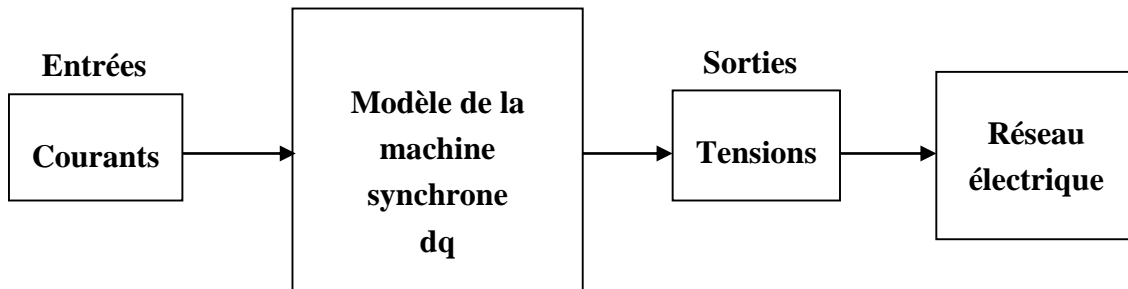 Entrées
Courants
Modèle de la
machine
synchrone
dq
Sorties
Tensions
Réseau
électrique